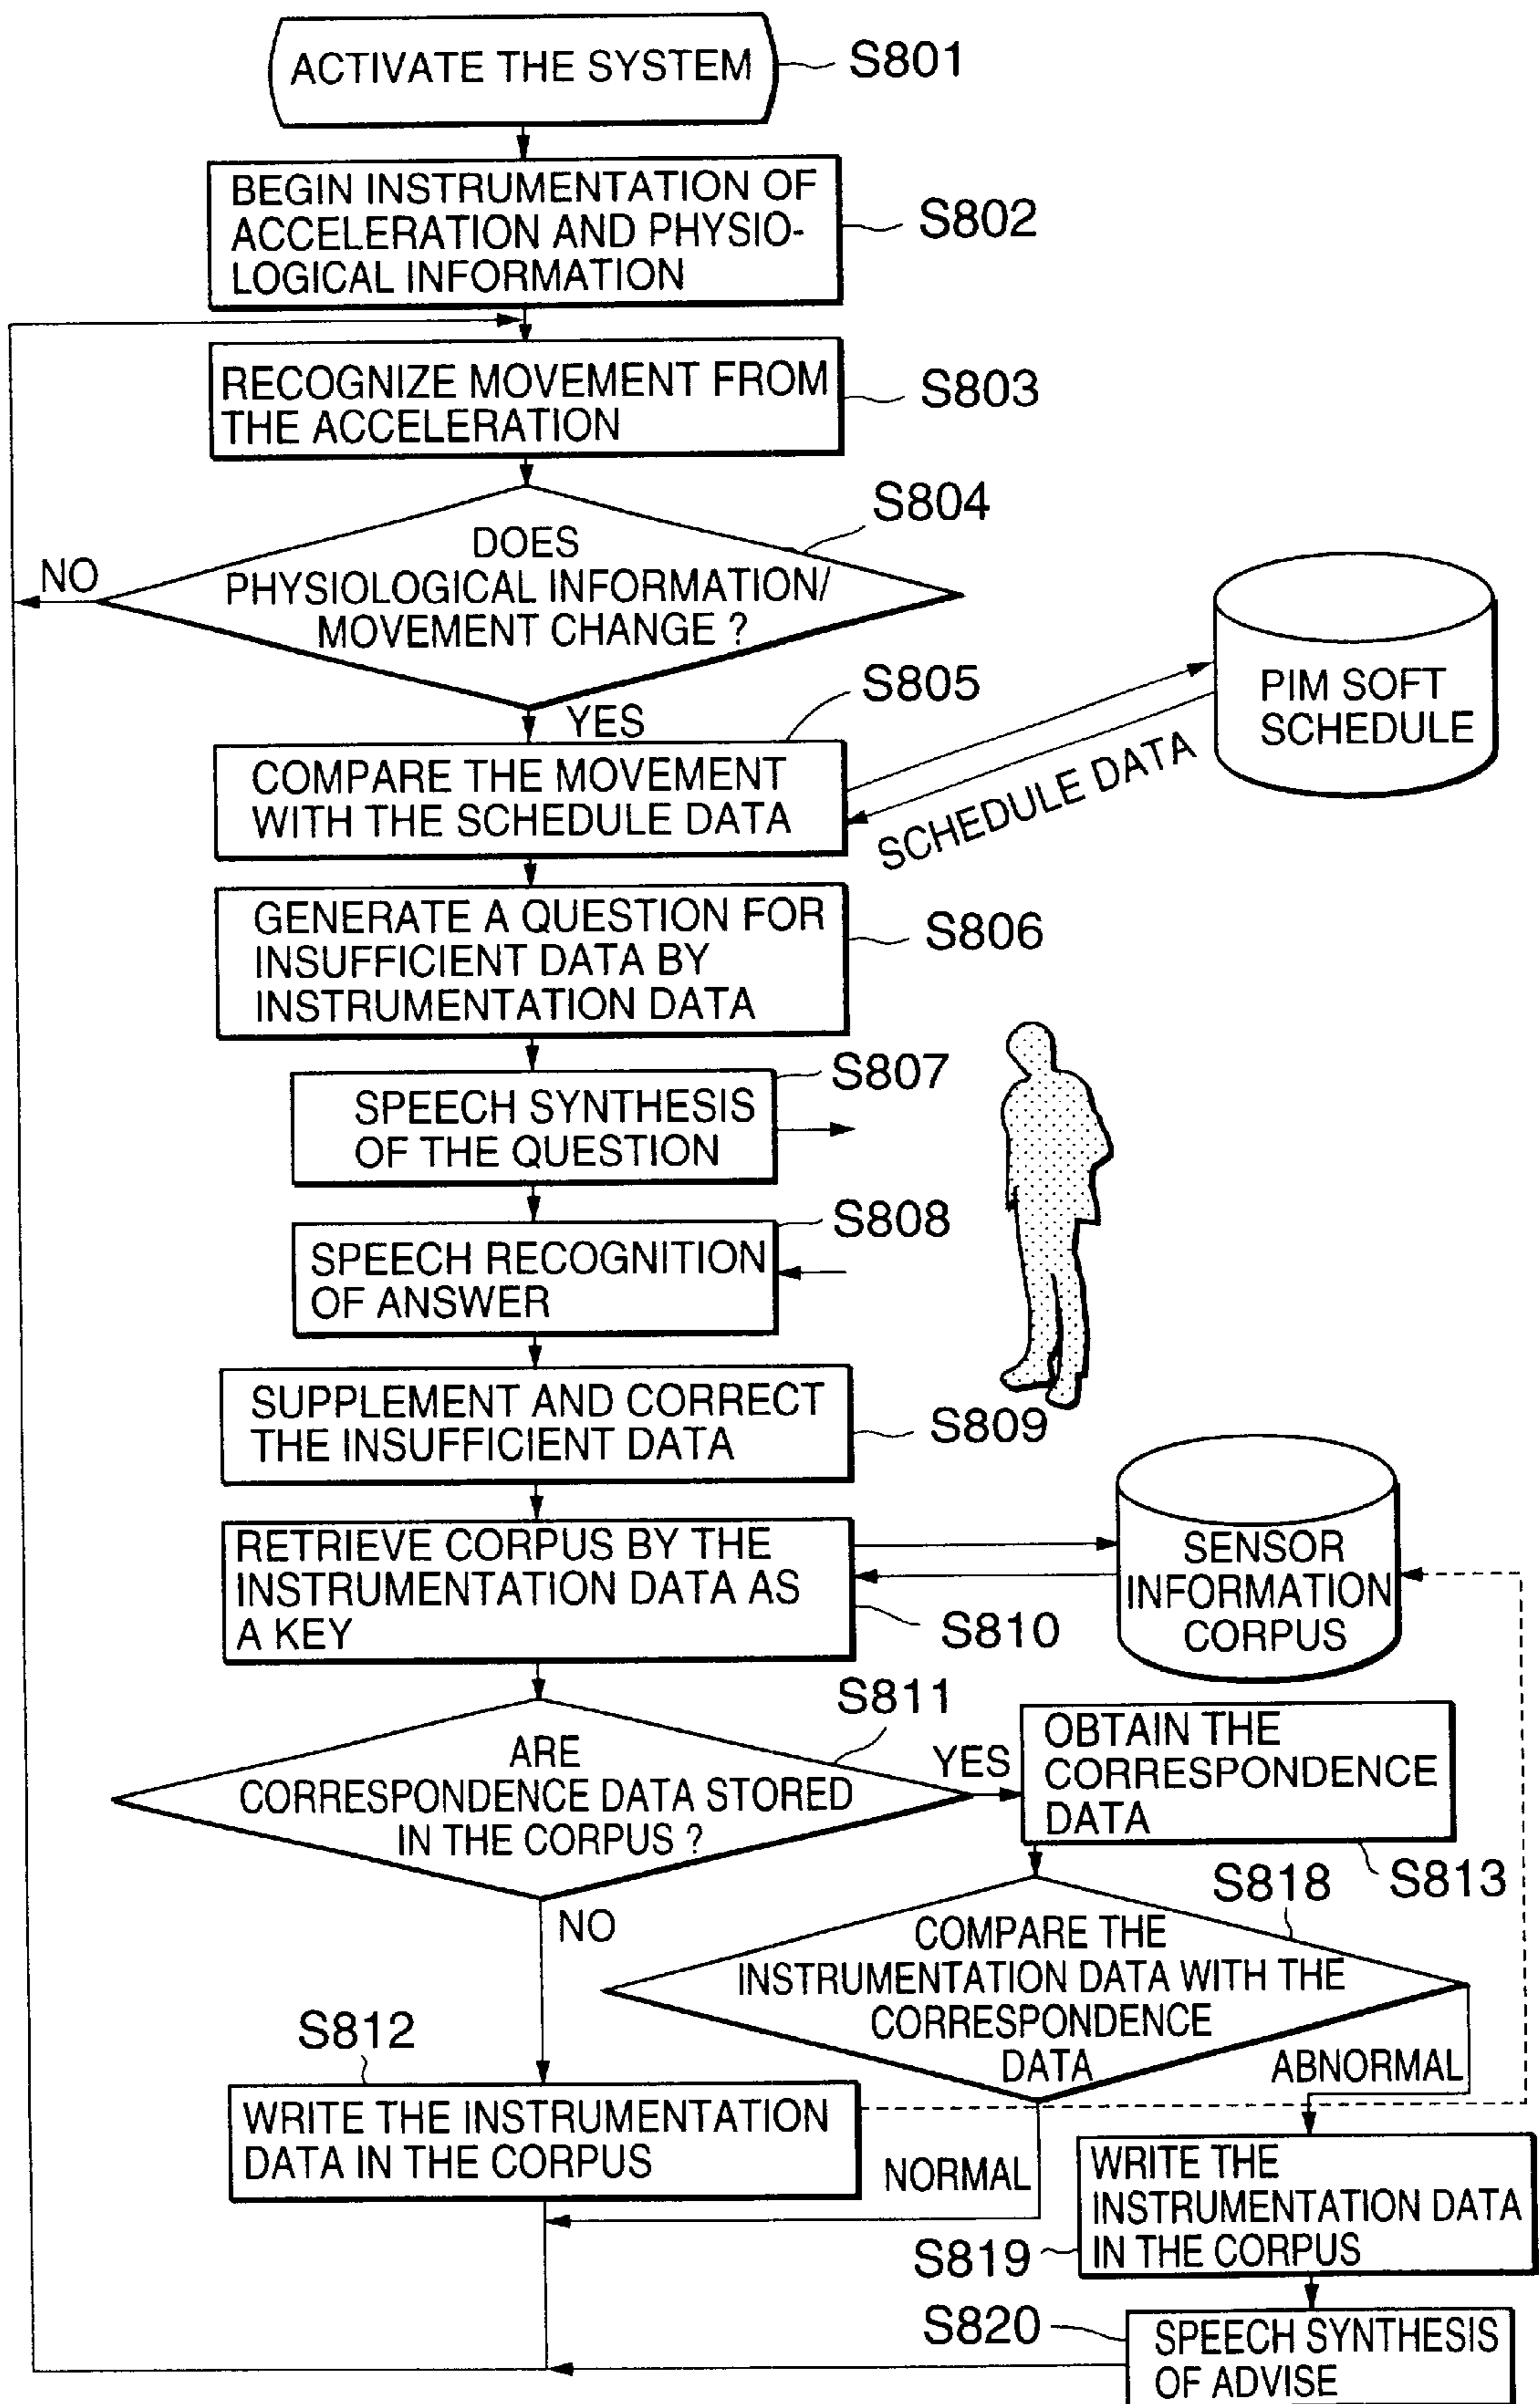 ACTIVATE THE SYSTEM
S801
BEGIN INSTRUMENTATION OF
ACCELERATION AND PHYSIO-
LOGICAL INFORMATION
S802
RECOGNIZE MOVEMENT FROM
THE ACCELERATION
S803
S804
DOES
PHYSIOLOGICAL INFORMATION/
MOVEMENT CHANGE ?
NO
YES
S805
COMPARE THE MOVEMENT
WITH THE SCHEDULE DATA
PIM SOFT
SCHEDULE
SCHEDULE DATA
GENERATE A QUESTION FOR
INSUFFICIENT DATA BY
INSTRUMENTATION DATA
S806
S807
SPEECH SYNTHESIS
OF THE QUESTION
S808
SPEECH RECOGNITION
OF ANSWER
SUPPLEMENT AND CORRECT
THE INSUFFICIENT DATA
S809
RETRIEVE CORPUS BY THE
INSTRUMENTATION DATA AS
A KEY
S810
SENSOR
INFORMATION
CORPUS
S811
ARE
CORRESPONDENCE DATA STORED
IN THE CORPUS ?
YES
NO
OBTAIN THE
CORRESPONDENCE
DATA
S813
S818
COMPARE THE
INSTRUMENTATION DATA WITH THE
CORRESPONDENCE
DATA
ABNORMAL
NORMAL
S812
WRITE THE INSTRUMENTATION
DATA IN THE CORPUS
WRITE THE
INSTRUMENTATION DATA
IN THE CORPUS
S819
S820
SPEECH SYNTHESIS
OF ADVISE